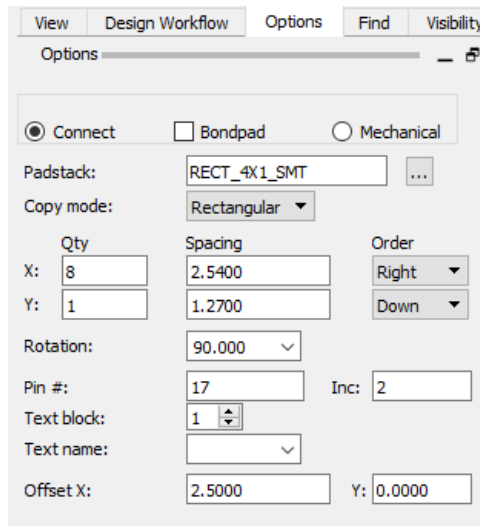 View Design Workflow Options Find Visibility
Options
Connect Bondpad Mechanical
Padstack: RECT_4X1_SMT ...
Copy mode: Rectangular
Qty Spacing Order
X: 8 2.5400 Right
Y: 1 1.2700 Down
Rotation: 90.000
Pin #: 17 Inc: 2
Text block: 1
Text name:
Offset X: 2.5000 Y: 0.0000